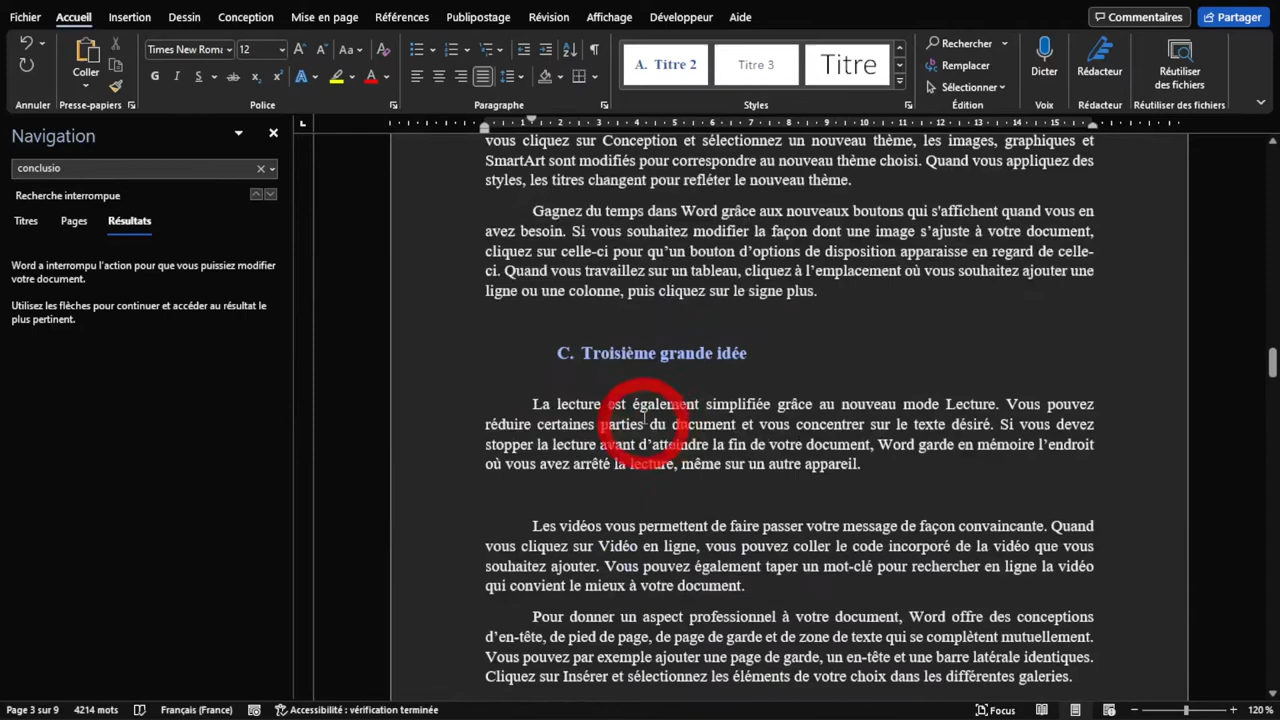 Fichier Accueil Insertion Dessin Conception Mise en page Références Publipostage Révision Affichage Développeur Aide Commentaires Partager
Times New Roma 12 Aa
Coller
A. Titre 2 Titre 3 Titre
Rechercher
Remplacer
Sélectionner
Dicter
Rédacteur
Réutiliser
des fichiers
Annuler Presse-papiers Police Paragraphe Styles Édition Voix Rédacteur Réutiliser des fichiers
Navigation
conclusio
Recherche interrompue
Titres Pages Résultats
Word a interrompu l'action pour que vous puissiez modifier
votre document.
Utilisez les flèches pour continuer et accéder au résultat le
plus pertinent.
1 2 3 4 5 6 7 8 9 10 11 12 13 14 15
vous cliquez sur Conception et sélectionnez un nouveau thème, les images, graphiques et
SmartArt sont modifiés pour correspondre au nouveau thème choisi. Quand vous appliquez des
styles, les titres changent pour refléter le nouveau thème.
Gagnez du temps dans Word grâce aux nouveaux boutons qui s'affichent quand vous en
avez besoin. Si vous souhaitez modifier la façon dont une image s’ajuste à votre document,
cliquez sur celle-ci pour qu’un bouton d’options de disposition apparaisse en regard de celle-
ci. Quand vous travaillez sur un tableau, cliquez à l’emplacement où vous souhaitez ajouter une
ligne ou une colonne, puis cliquez sur le signe plus.
C. Troisième grande idée
La lecture est également simplifiée grâce au nouveau mode Lecture. Vous pouvez
réduire certaines parties du document et vous concentrer sur le texte désiré. Si vous devez
stopper la lecture avant d’atteindre la fin de votre document, Word garde en mémoire l’endroit
où vous avez arrêté la lecture, même sur un autre appareil.
Les vidéos vous permettent de faire passer votre message de façon convaincante. Quand
vous cliquez sur Vidéo en ligne, vous pouvez coller le code incorporé de la vidéo que vous
souhaitez ajouter. Vous pouvez également taper un mot-clé pour rechercher en ligne la vidéo
qui convient le mieux à votre document.
Pour donner un aspect professionnel à votre document, Word offre des conceptions
d’en-tête, de pied de page, de page de garde et de zone de texte qui se complètent mutuellement.
Vous pouvez par exemple ajouter une page de garde, un en-tête et une barre latérale identiques.
Cliquez sur Insérer et sélectionnez les éléments de votre choix dans les différentes galeries.
Page 3 sur 9 4214 mots Français (France) Accessibilité : vérification terminée Focus 120 %